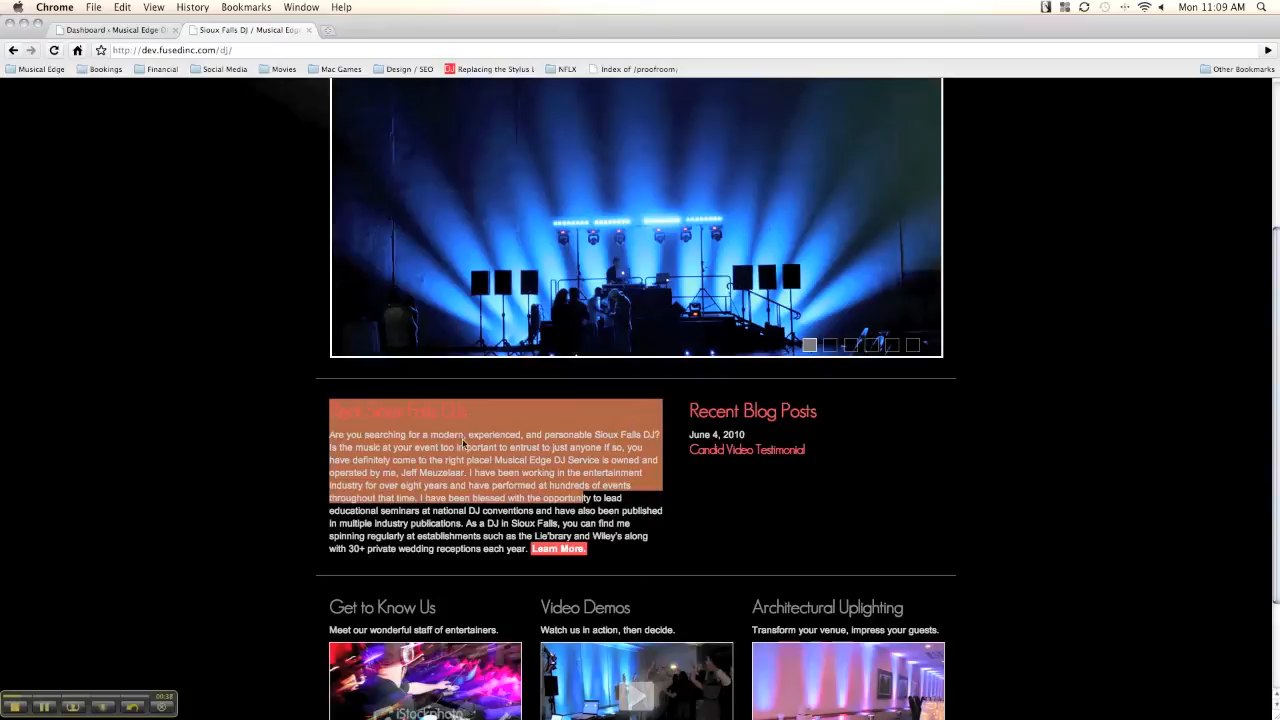 Chrome File Edit View History Bookmarks Window Help Mon 11:09 AM
Dashboard ‹ Musical Edge D Sioux Falls DJ / Musical Edg
http://dev.fusedinc.com/dj/
Musical Edge Bookings Financial Social Media Movies Mac Games Design / SEO Replacing the Stylus NFLX Index of /proofroom/ Other Bookmarks
Sioux Falls DJs
Are you searching for a modern, experienced, and personable Sioux Falls DJ?
Is the music at your event too important to entrust to just anyone If so, you
have definitely come to the right place! Musical Edge DJ Service is owned and
operated by me, Jeff Meuzelaar. I have been working in the entertainment
industry for over eight years and have performed at hundreds of events
throughout that time. I have been blessed with the opportunity to lead
educational seminars at national DJ conventions and have also been published
in multiple industry publications. As a DJ in Sioux Falls, you can find me
spinning regularly at establishments such as the Lie'brary and Wiley's along
with 30+ private wedding receptions each year. Learn More.
Recent Blog Posts
June 4, 2010
Candid Video Testimonial
Get to Know Us
Meet our wonderful staff of entertainers.
iStockphoto
Video Demos
Watch us in action, then decide.
Architectural Uplighting
Transform your venue, impress your guests.
00:38